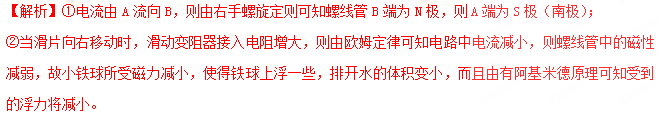 【解析】①电流由 A 流向 B，则由右手螺旋定则可知螺线管 B 端为 N 极，则 A 端为 S 极（南极）；
②当滑片向右移动时，滑动变阻器接入电阻增大，则由欧姆定律可知电路中电流减小，则螺线管中的磁性
减弱，故小铁球所受磁力减小，使得铁球上浮一些，排开水的体积变小，而且由有阿基米德原理可知受到
的浮力将减小。